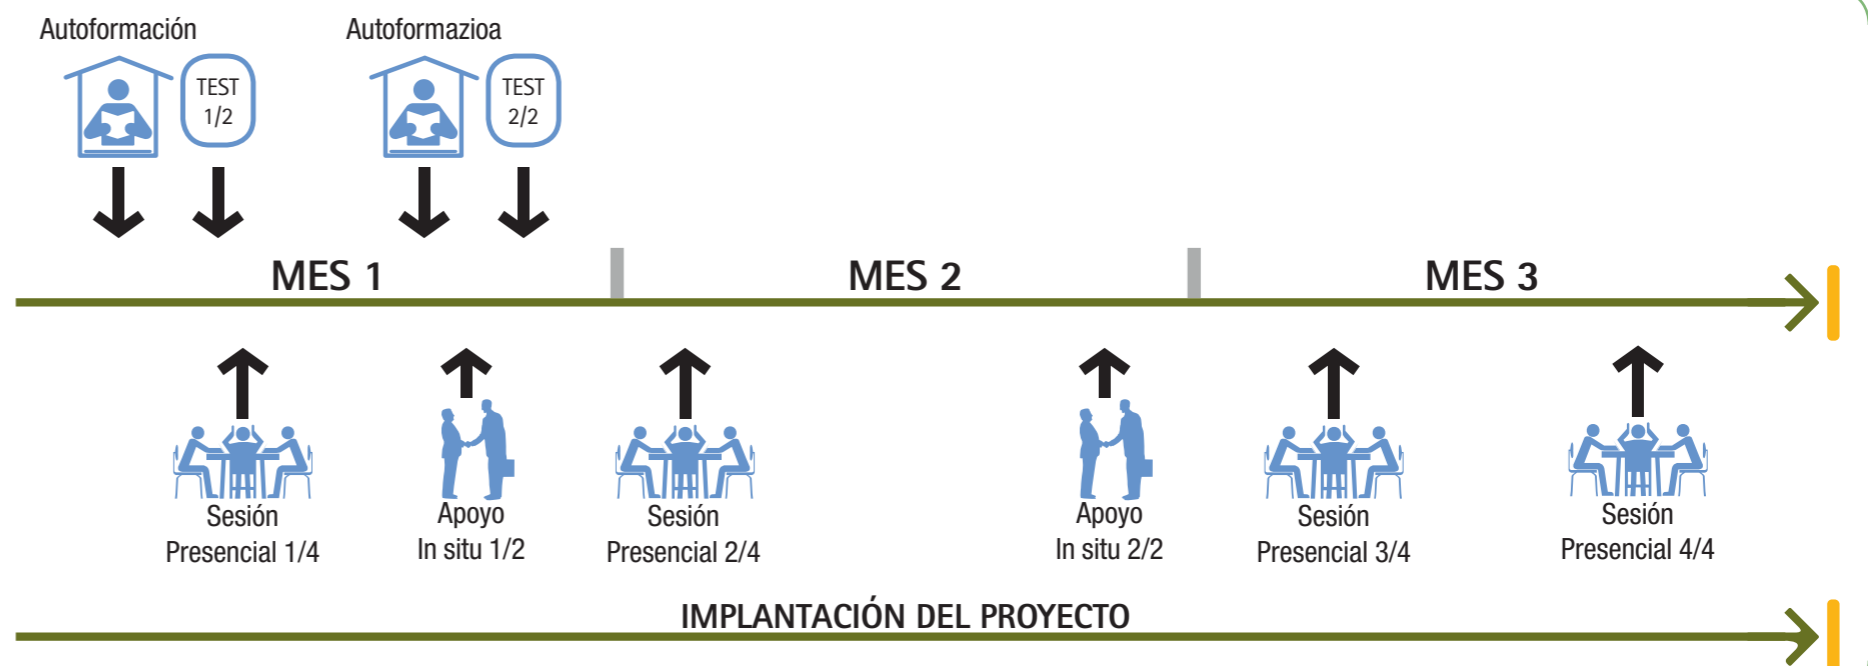 Autoformación
Autoformazioa
TEST
1/2
TEST
2/2
MES 1
MES 2
MES 3
Sesión
Presencial 1/4
Apoyo
In situ 1/2
Sesión
Presencial 2/4
Apoyo
In situ 2/2
Sesión
Presencial 3/4
Sesión
Presencial 4/4
IMPLANTACIÓN DEL PROYECTO